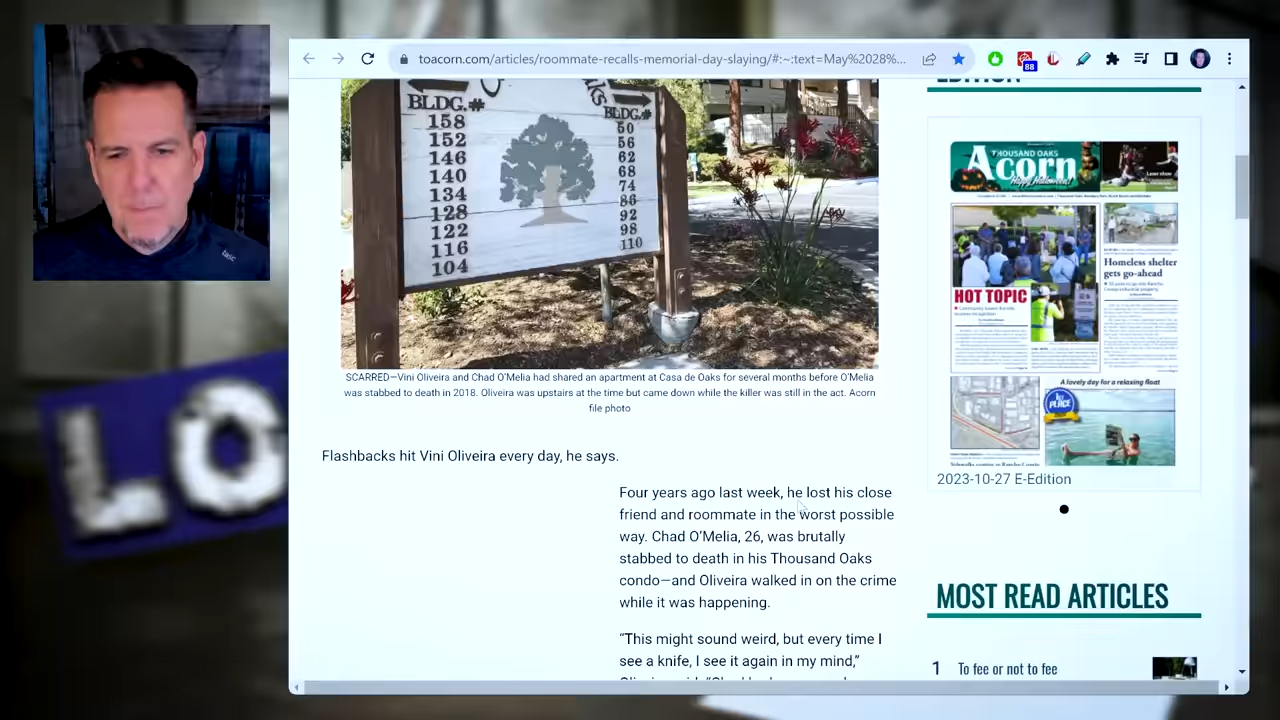 toacorn.com/articles/roommate-recalls-memorial-day-slaying/#:~:text=May%2028%...
88
BLDG.#
158
152
146
140
134
128
122
116
104
BLDG.#
50
56
62
68
74
86
92
98
110
SCARRED—Vini Oliveira and Chad O'Melia had shared an apartment at Casa de Oaks for several months before O'Melia
was stabbed to death in 2018. Oliveira was upstairs at the time but came down while the killer was still in the act. Acorn
file photo
Flashbacks hit Vini Oliveira every day, he says.
Four years ago last week, he lost his close
friend and roommate in the worst possible
way. Chad O'Melia, 26, was brutally
stabbed to death in his Thousand Oaks
condo—and Oliveira walked in on the crime
while it was happening.
“This might sound weird, but every time I
see a knife, I see it again in my mind,”
EDITION
THOUSAND OAKS
Acorn
Happy Halloween!
Homeless shelter
gets go-ahead
HOT TOPIC
A lovely day for a relaxing float
1st PLACE
2023-10-27 E-Edition
MOST READ ARTICLES
1 To fee or not to fee
LO